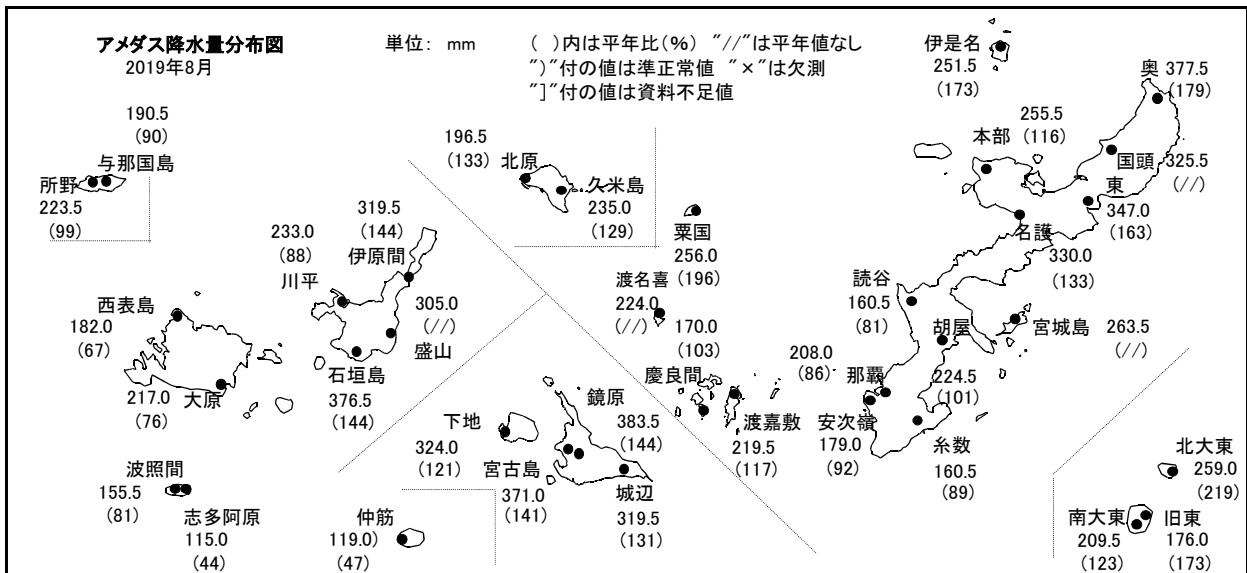 アメダス降水量分布図
2019年8月
単位: mm
( )内は平年比(%) "//"は平年値なし
")"付の値は準正常値 "×"は欠測
"]"付の値は資料不足値
伊是名
251.5
(173)
奥 377.5
(179)
255.5
本部 (116)
国頭 325.5
(//)
東
347.0
(163)
名護
330.0
(133)
190.5
(90)
与那国島
所野
223.5
(99)
196.5
(133)
北原
久米島
235.0
(129)
粟国
256.0
(196)
渡名喜
224.0
(//)
170.0
(103)
慶良間
渡嘉敷
219.5
(117)
319.5
(144)
伊原間
233.0
(88)
川平
305.0
(//)
盛山
石垣島
376.5
(144)
西表島
182.0
(67)
大原
217.0
(76)
読谷
160.5
(81)
胡屋
224.5
(101)
宮城島 263.5
(//)
208.0
(86)
那覇
安次嶺
179.0
(92)
糸数
160.5
(89)
下地
324.0
(121)
鏡原
383.5
(144)
宮古島
371.0
(141)
城辺
319.5
(131)
波照間
155.5
(81)
志多阿原
115.0
(44)
仲筋
119.0)
(47)
北大東
259.0
(219)
南大東
209.5
(123)
旧東
176.0
(173)